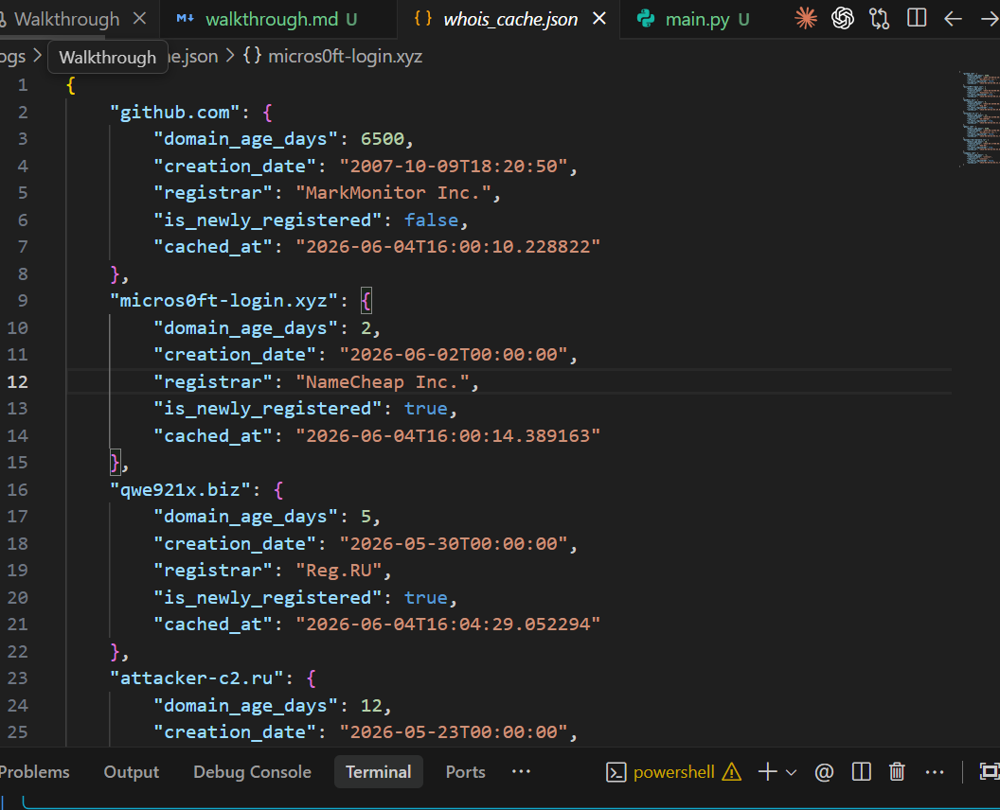 Walkthrough
walkthrough.md U
{ } whois_cache.json
main.py U
ogs > e.json > { } micros0ft-login.xyz
Walkthrough
1 {
2 "github.com": {
3 "domain_age_days": 6500,
4 "creation_date": "2007-10-09T18:20:50",
5 "registrar": "MarkMonitor Inc.",
6 "is_newly_registered": false,
7 "cached_at": "2026-06-04T16:00:10.228822"
8 },
9 "micros0ft-login.xyz": {
10 "domain_age_days": 2,
11 "creation_date": "2026-06-02T00:00:00",
12 "registrar": "NameCheap Inc.",
13 "is_newly_registered": true,
14 "cached_at": "2026-06-04T16:00:14.389163"
15 },
16 "qwe921x.biz": {
17 "domain_age_days": 5,
18 "creation_date": "2026-05-30T00:00:00",
19 "registrar": "Reg.RU",
20 "is_newly_registered": true,
21 "cached_at": "2026-06-04T16:04:29.052294"
22 },
23 "attacker-c2.ru": {
24 "domain_age_days": 12,
25 "creation_date": "2026-05-23T00:00:00",
Problems Output Debug Console Terminal Ports ··· powershell